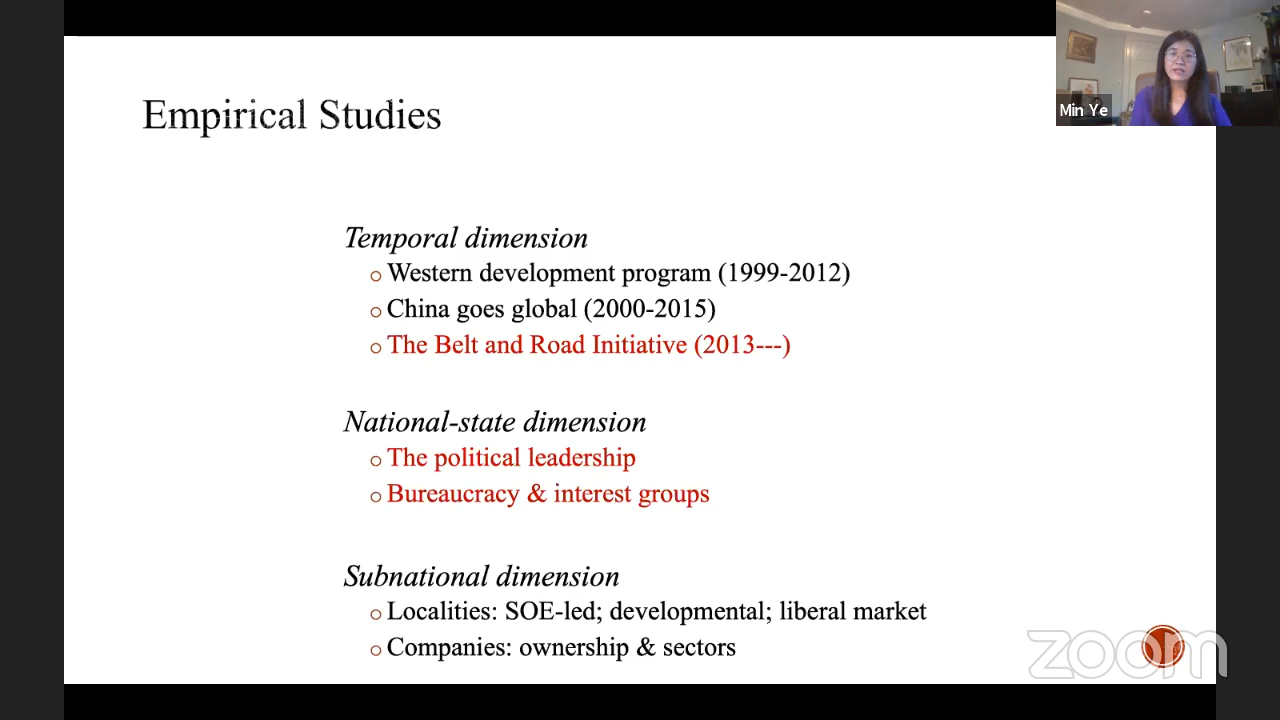 Empirical Studies
Min Ye
Temporal dimension
Western development program (1999-2012)
China goes global (2000-2015)
The Belt and Road Initiative (2013---)
National-state dimension
The political leadership
Bureaucracy & interest groups
Subnational dimension
Localities: SOE-led; developmental; liberal market
Companies: ownership & sectors
zoom